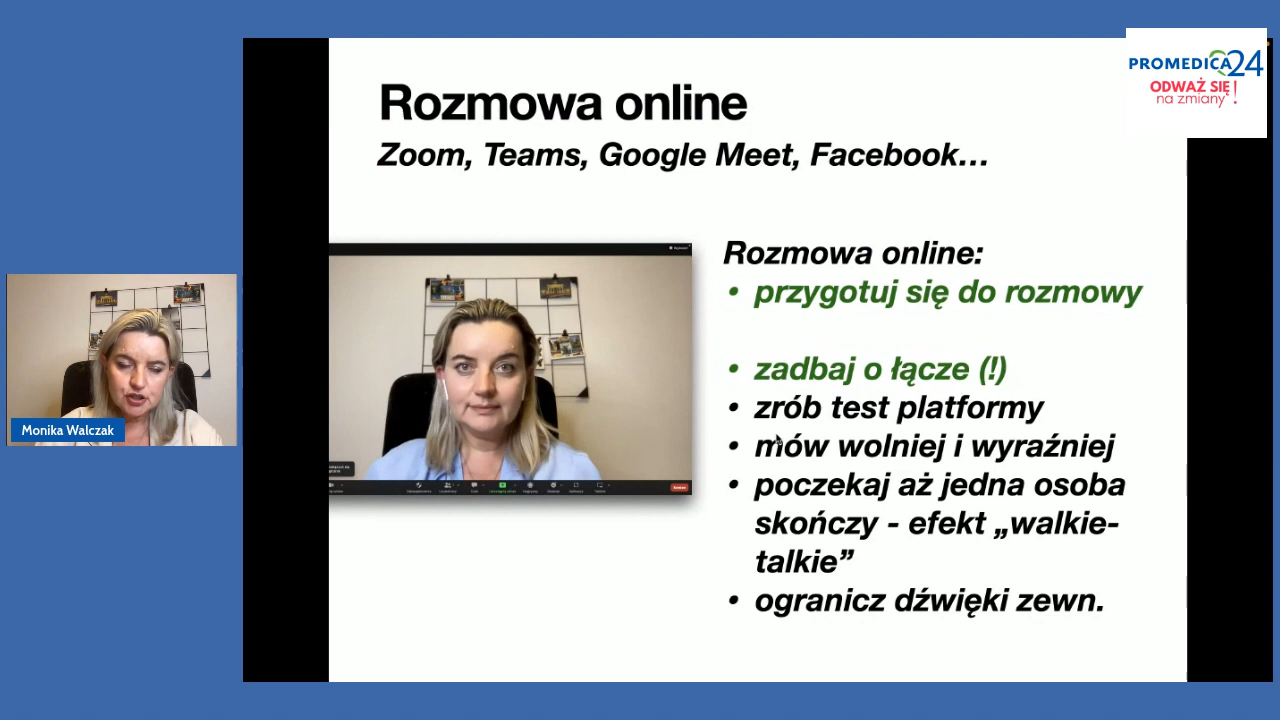 PROMEDICA24
ODWAŻ SIĘ!
na zmiany
Rozmowa online
Zoom, Teams, Google Meet, Facebook...
Rozmowa online:
• przygotuj się do rozmowy
• zadbaj o łącze (!)
• zrób test platformy
• mów wolniej i wyraźniej
• poczekaj aż jedna osoba
skończy - efekt „walkie-
talkie”
• ogranicz dźwięki zewn.
Monika Walczak